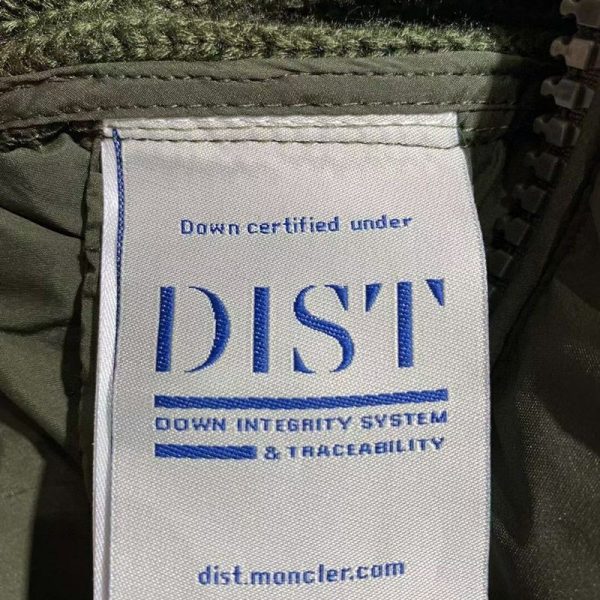 Down certified under
DIST
DOWN INTEGRITY SYSTEM
& TRACEABILITY
dist.moncler.com